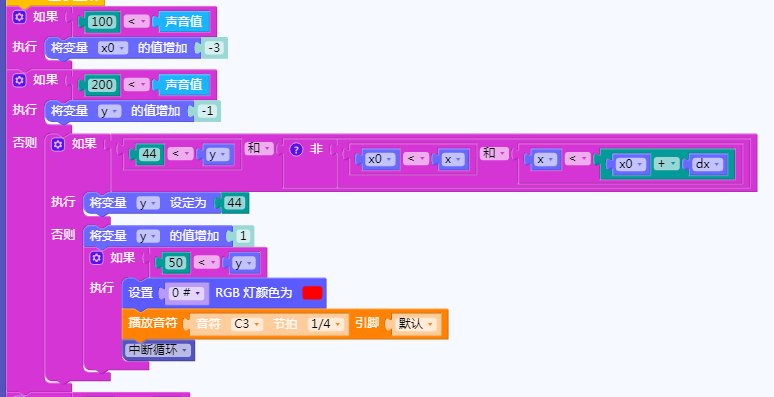 如果 100 < 声音值
执行 将变量 x0 的值增加 -3
如果 200 < 声音值
执行 将变量 y 的值增加 -1
否则 如果 44 < y 和 ? 非 x0 < x 和 x < x0 + dx
执行 将变量 y 设定为 44
否则 将变量 y 的值增加 1
如果 50 < y
执行 设置 0 # RGB 灯颜色为
播放音符 音符 C3 节拍 1/4 引脚 默认
中断循环